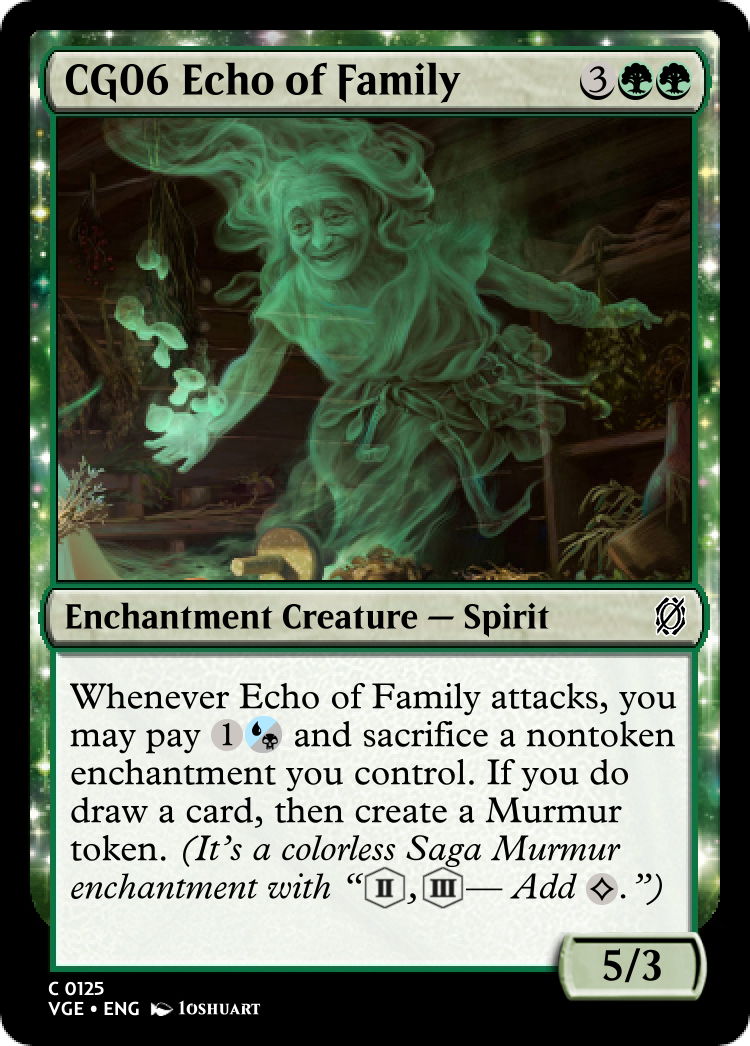 CG06 Echo of Family 3
Enchantment Creature — Spirit
Whenever Echo of Family attacks, you
may pay 1 and sacrifice a nontoken
enchantment you control. If you do
draw a card, then create a Murmur
token. (It's a colorless Saga Murmur
enchantment with “II, III— Add .”)
5/3
C 0125
VGE • ENG IOSHUART